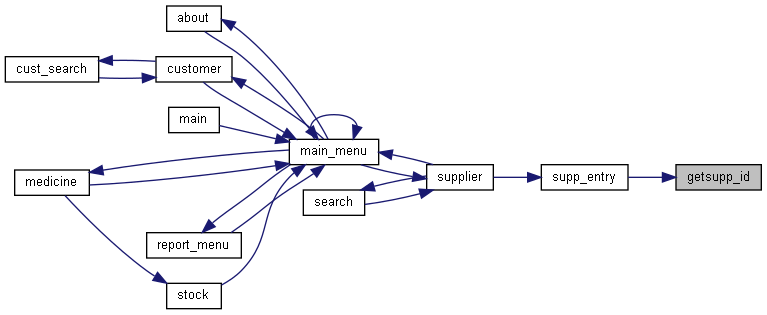 about
cust_search
customer
main
main_menu
medicine
supplier
supp_entry
getsupp_id
search
report_menu
stock